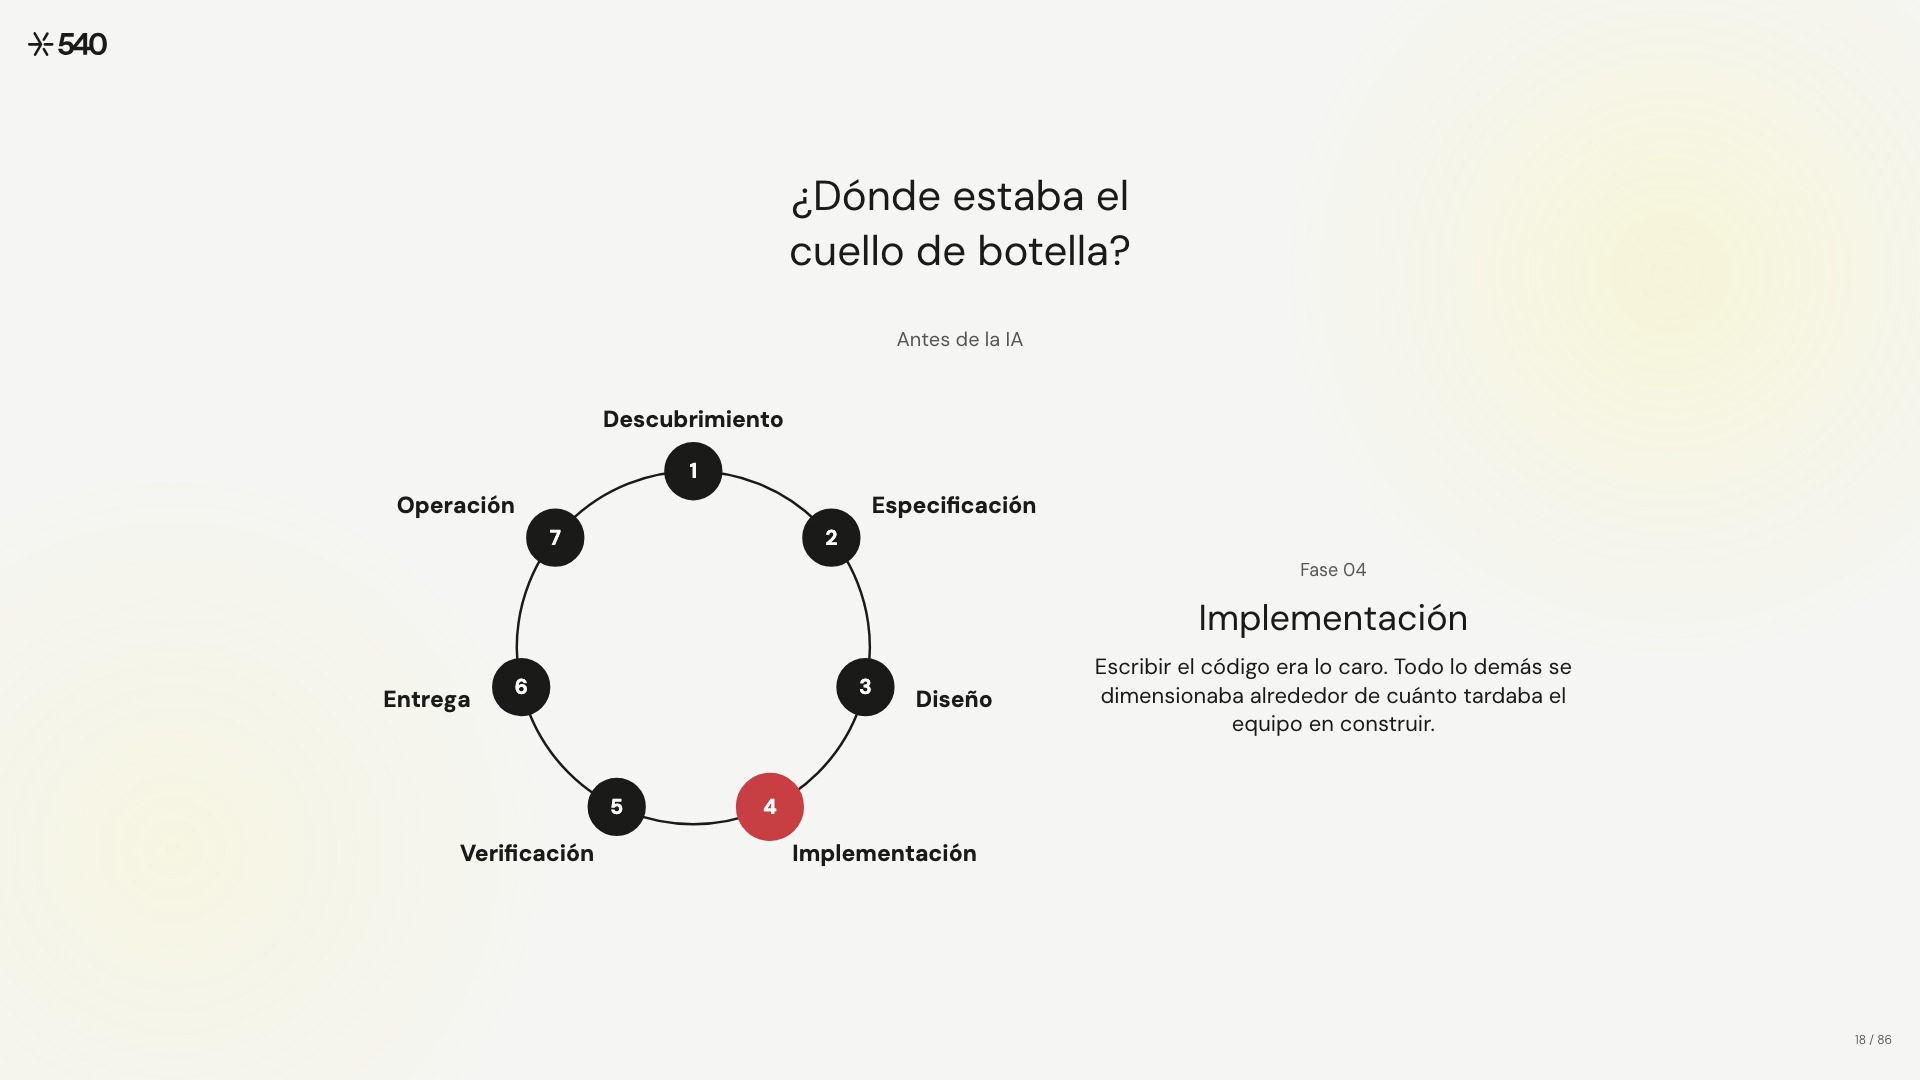 540
¿Dónde estaba el
cuello de botella?
Antes de la IA
Descubrimiento
1
Operación
Especificación
7
2
Fase 04
Implementación
Escribir el código era lo caro. Todo lo demás se
dimensionaba alrededor de cuánto tardaba el
equipo en construir.
6
3
Entrega
Diseño
5
4
Verificación
Implementación
18 / 86